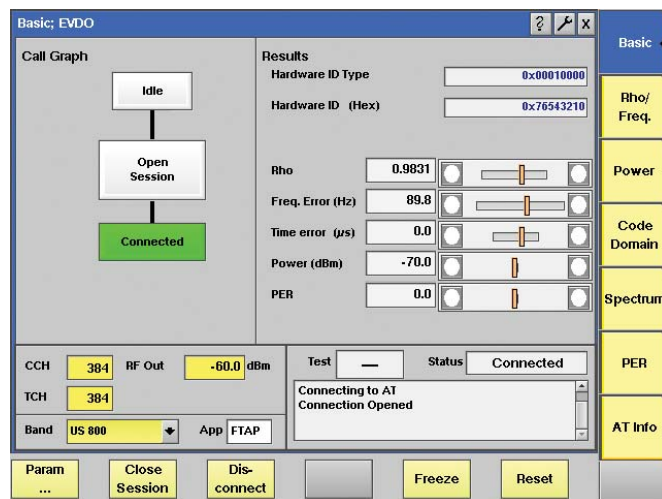 Basic; EVDO
?
x
Call Graph
Idle
Open
Session
Connected
Results
Hardware ID Type 0x00010000
Hardware ID (Hex) 0x76543210
Rho 0.9831
Freq. Error (Hz) 89.8
Time error (µs) 0.0
Power (dBm) -70.0
PER 0.0
CCH 384 RF Out -60.0 dBm
TCH 384
Band US 800 App FTAP
Test — Status Connected
Connecting to AT
Connection Opened
Basic
Rho/
Freq.
Power
Code
Domain
Spectrum
PER
AT Info
Param
...
Close
Session
Dis-
connect
Freeze
Reset